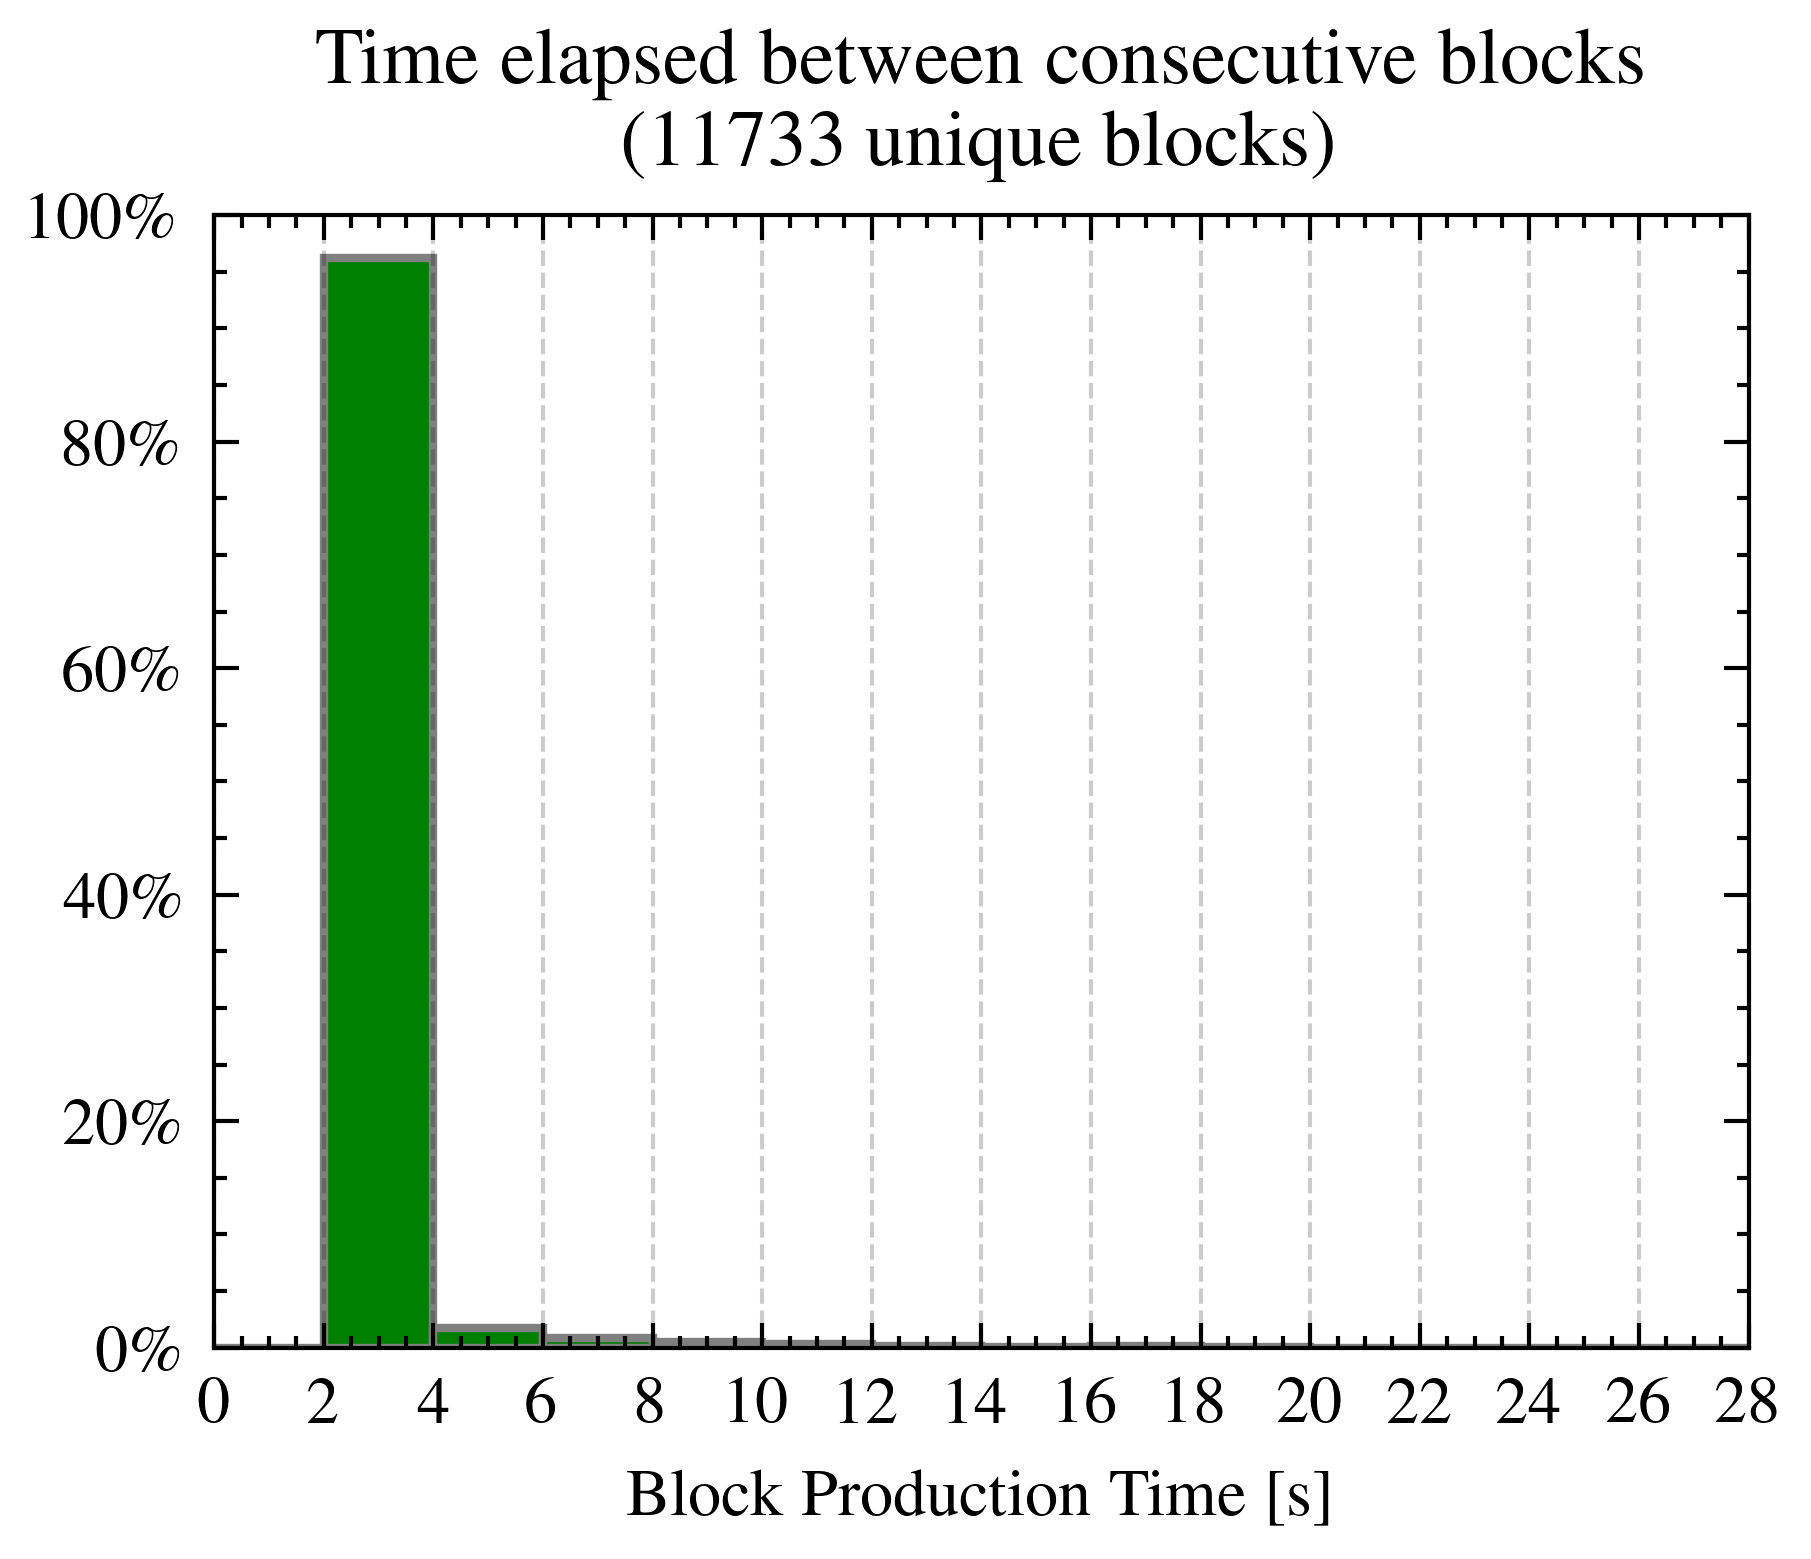 Time elapsed between consecutive blocks
(11733 unique blocks)
100%
80%
60%
40%
20%
0%
0 2 4 6 8 10 12 14 16 18 20 22 24 26 28
Block Production Time [s]